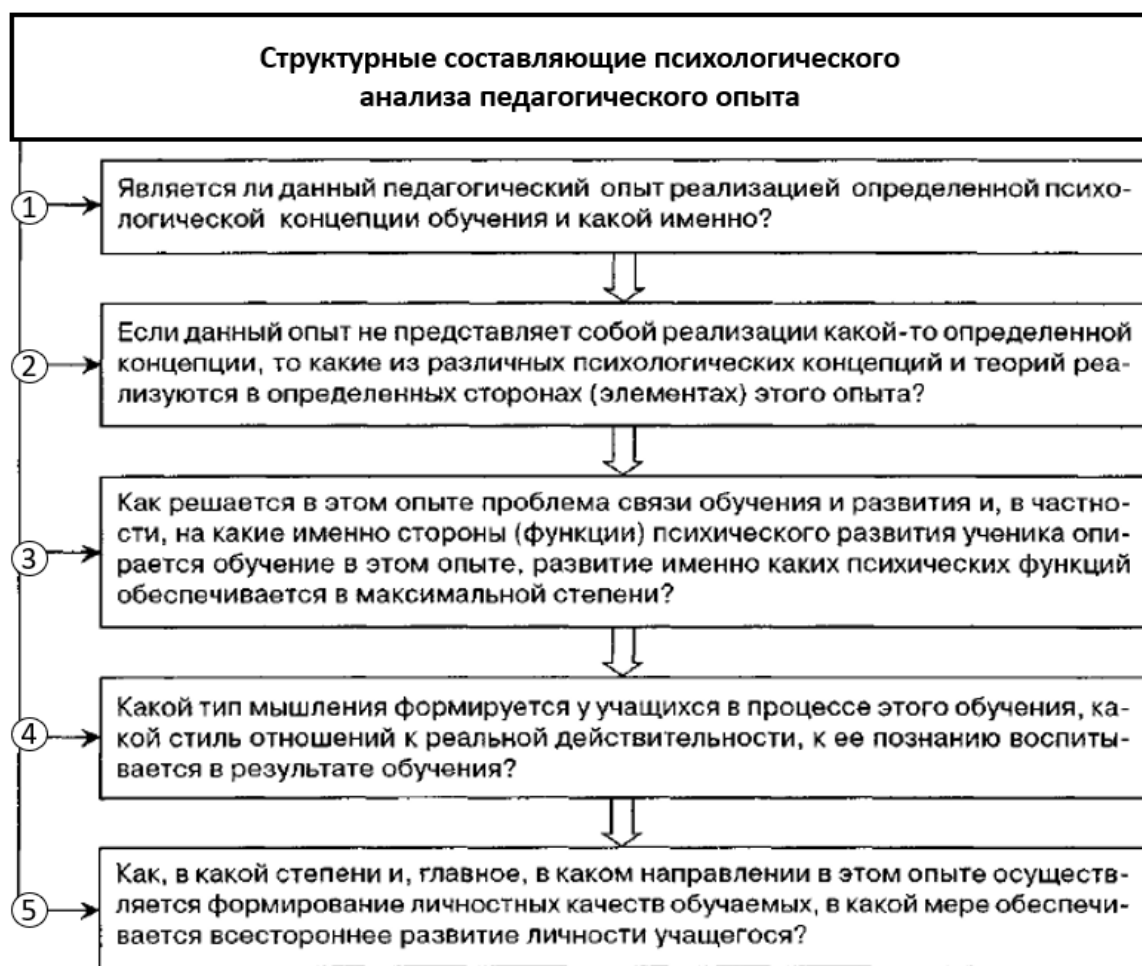 Структурные составляющие психологического
анализа педагогического опыта
1
Является ли данный педагогический опыт реализацией определенной психо-
логической концепции обучения и какой именно?
2
Если данный опыт не представляет собой реализации какой-то определенной
концепции, то какие из различных психологических концепций и теорий реа-
лизуются в определенных сторонах (элементах) этого опыта?
3
Как решается в этом опыте проблема связи обучения и развития и, в частно-
сти, на какие именно стороны (функции) психического развития ученика опи-
рается обучение в этом опыте, развитие именно каких психических функций
обеспечивается в максимальной степени?
4
Какой тип мышления формируется у учащихся в процессе этого обучения, ка-
кой стиль отношений к реальной действительности, к ее познанию воспиты-
вается в результате обучения?
5
Как, в какой степени и, главное, в каком направлении в этом опыте осуществ-
ляется формирование личностных качеств обучаемых, в какой мере обеспечи-
вается всестороннее развитие личности учащегося?